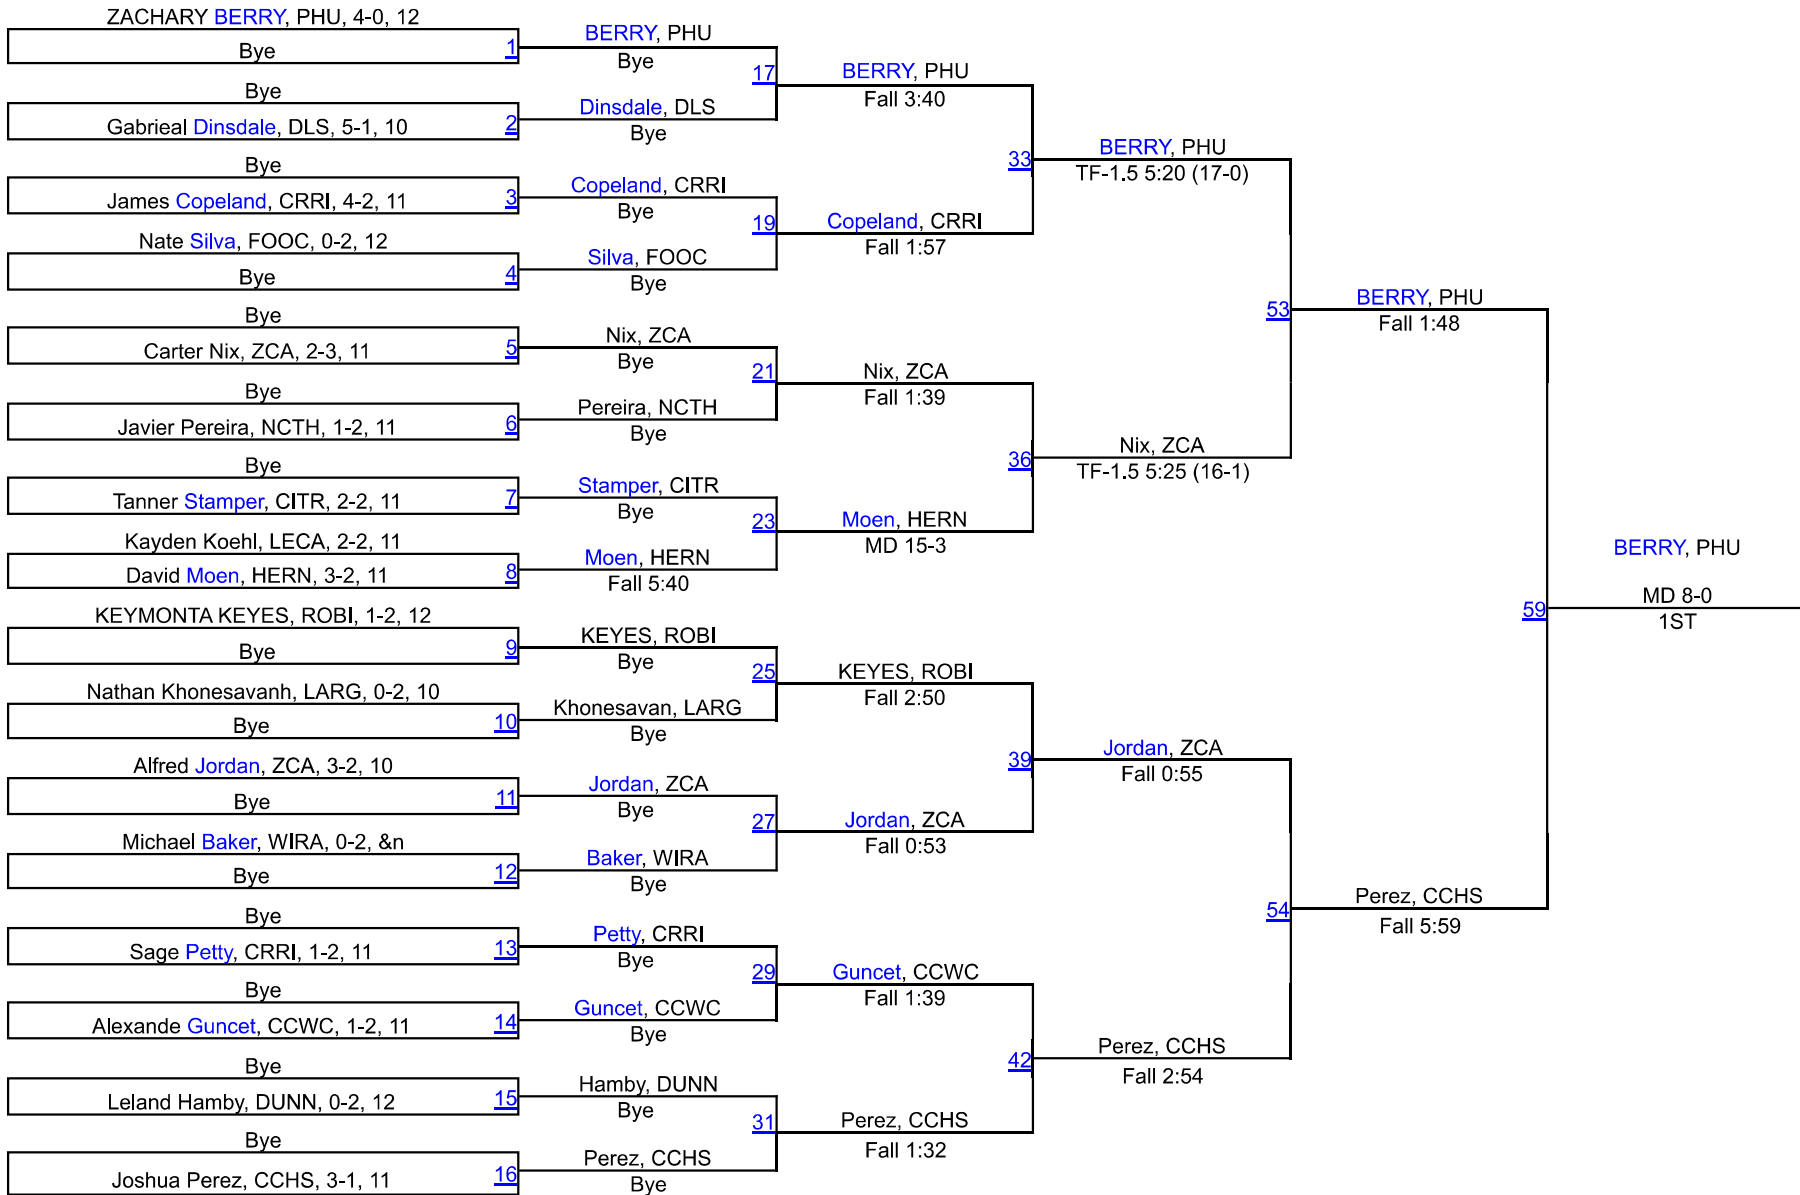 ZACHARY BERRY, PHU, 4-0, 12
Bye
1
Bye
Gabrieal Dinsdale, DLS, 5-1, 10
2
Bye
James Copeland, CRRI, 4-2, 11
3
Nate Silva, FOOC, 0-2, 12
Bye
4
Bye
Carter Nix, ZCA, 2-3, 11
5
Bye
Javier Pereira, NCTH, 1-2, 11
6
Bye
Tanner Stamper, CITR, 2-2, 11
7
Kayden Koehl, LECA, 2-2, 11
David Moen, HERN, 3-2, 11
8
KEYMONTA KEYES, ROBI, 1-2, 12
Bye
9
Nathan Khonesavanh, LARG, 0-2, 10
Bye
10
Alfred Jordan, ZCA, 3-2, 10
Bye
11
Michael Baker, WIRA, 0-2, &n
Bye
12
Bye
Sage Petty, CRRI, 1-2, 11
13
Bye
Alexande Guncet, CCWC, 1-2, 11
14
Bye
Leland Hamby, DUNN, 0-2, 12
15
Bye
Joshua Perez, CCHS, 3-1, 11
16
BERRY, PHU
Bye
17
Dinsdale, DLS
Bye
Copeland, CRRI
Bye
19
Silva, FOOC
Bye
Nix, ZCA
Bye
21
Pereira, NCTH
Bye
Stamper, CITR
Bye
23
Moen, HERN
Fall 5:40
KEYES, ROBI
Bye
25
Khonesavan, LARG
Bye
Jordan, ZCA
Bye
27
Baker, WIRA
Bye
Petty, CRRI
Bye
29
Guncet, CCWC
Bye
Hamby, DUNN
Bye
31
Perez, CCHS
Bye
BERRY, PHU
Fall 3:40
33
Copeland, CRRI
Fall 1:57
Nix, ZCA
Fall 1:39
36
Moen, HERN
MD 15-3
KEYES, ROBI
Fall 2:50
39
Jordan, ZCA
Fall 0:53
Guncet, CCWC
Fall 1:39
42
Perez, CCHS
Fall 1:32
BERRY, PHU
TF-1.5 5:20 (17-0)
53
Nix, ZCA
TF-1.5 5:25 (16-1)
Jordan, ZCA
Fall 0:55
54
Perez, CCHS
Fall 2:54
BERRY, PHU
Fall 1:48
59
Perez, CCHS
Fall 5:59
BERRY, PHU
MD 8-0
1ST